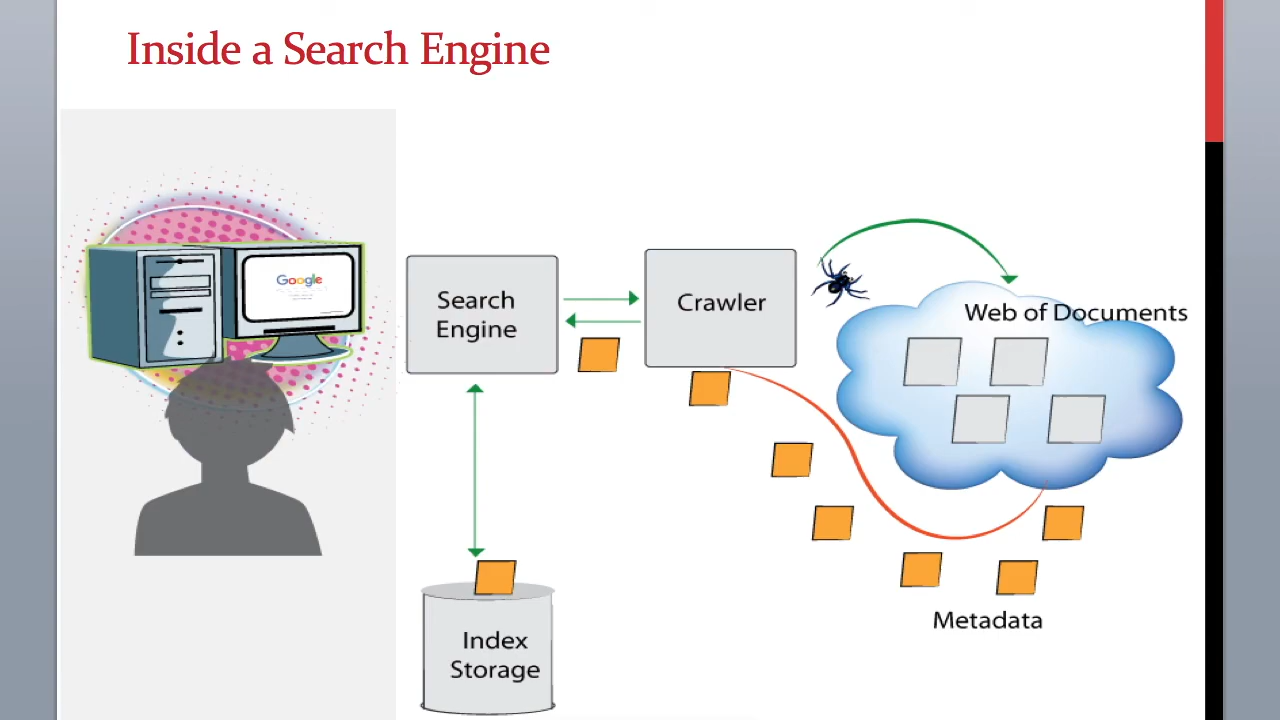 Inside a Search Engine
Google
Search
Engine
Crawler
Web of Documents
Metadata
Index
Storage